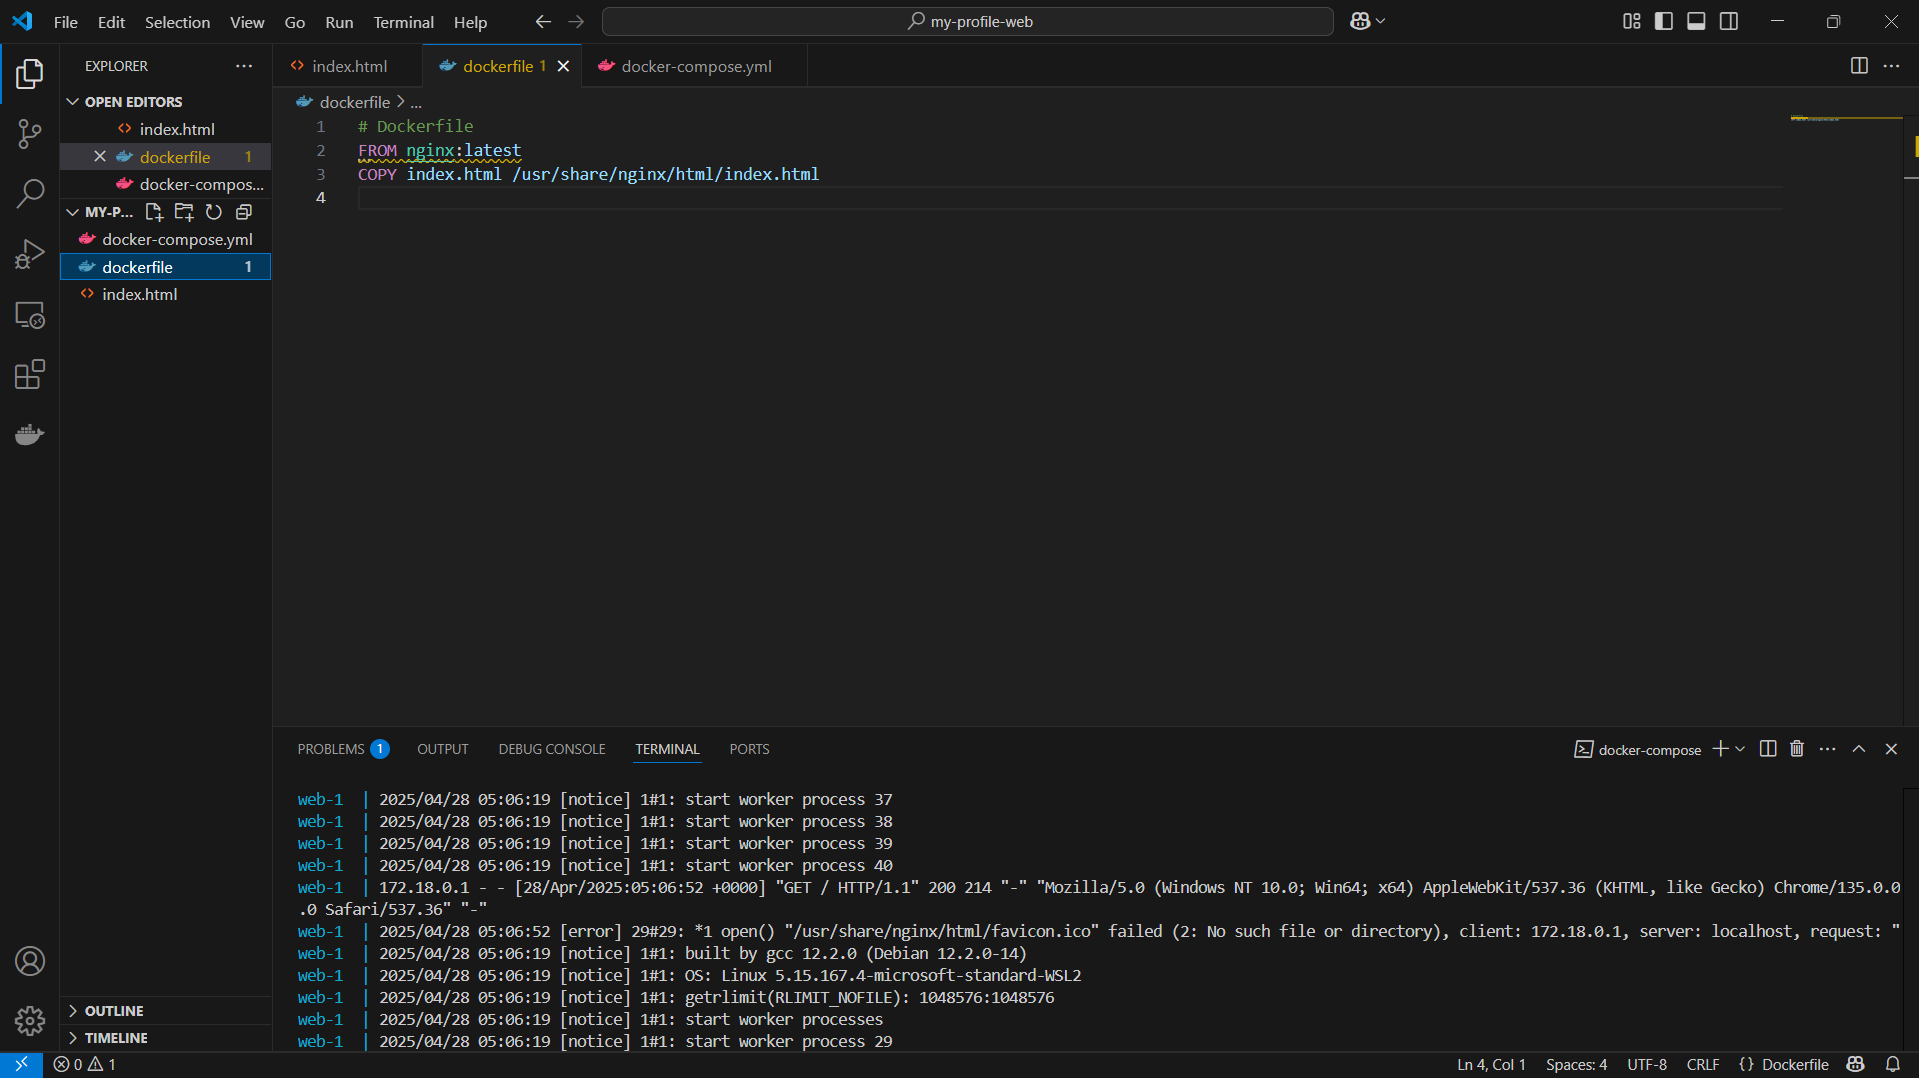 File Edit Selection View Go Run Terminal Help
my-profile-web
EXPLORER
OPEN EDITORS
index.html
dockerfile 1
docker-compos...
MY-P...
docker-compose.yml
dockerfile 1
index.html
OUTLINE
TIMELINE
index.html dockerfile 1 docker-compose.yml
dockerfile > ...
1 # Dockerfile
2 FROM nginx:latest
3 COPY index.html /usr/share/nginx/html/index.html
4
PROBLEMS 1 OUTPUT DEBUG CONSOLE TERMINAL PORTS
docker-compose
web-1 | 2025/04/28 05:06:19 [notice] 1#1: start worker process 37
web-1 | 2025/04/28 05:06:19 [notice] 1#1: start worker process 38
web-1 | 2025/04/28 05:06:19 [notice] 1#1: start worker process 39
web-1 | 2025/04/28 05:06:19 [notice] 1#1: start worker process 40
web-1 | 172.18.0.1 - - [28/Apr/2025:05:06:52 +0000] "GET / HTTP/1.1" 200 214 "-" "Mozilla/5.0 (Windows NT 10.0; Win64; x64) AppleWebKit/537.36 (KHTML, like Gecko) Chrome/135.0.0
.0 Safari/537.36" "-"
web-1 | 2025/04/28 05:06:52 [error] 29#29: *1 open() "/usr/share/nginx/html/favicon.ico" failed (2: No such file or directory), client: 172.18.0.1, server: localhost, request: "
web-1 | 2025/04/28 05:06:19 [notice] 1#1: built by gcc 12.2.0 (Debian 12.2.0-14)
web-1 | 2025/04/28 05:06:19 [notice] 1#1: OS: Linux 5.15.167.4-microsoft-standard-WSL2
web-1 | 2025/04/28 05:06:19 [notice] 1#1: getrlimit(RLIMIT_NOFILE): 1048576:1048576
web-1 | 2025/04/28 05:06:19 [notice] 1#1: start worker processes
web-1 | 2025/04/28 05:06:19 [notice] 1#1: start worker process 29
0 1
Ln 4, Col 1 Spaces: 4 UTF-8 CRLF {} Dockerfile